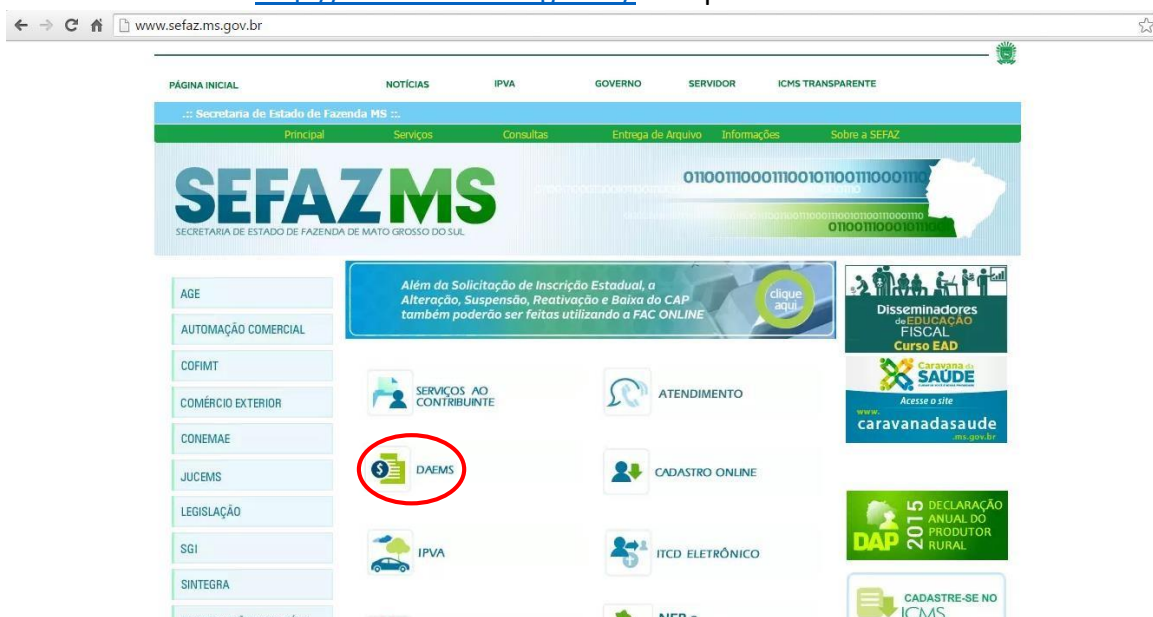 www.sefaz.ms.gov.br
PÁGINA INICIAL NOTÍCIAS IPVA GOVERNO SERVIDOR ICMS TRANSPARENTE
.:: Secretaria de Estado de Fazenda MS ::.
Principal Serviços Consultas Entrega de Arquivo Informações Sobre a SEFAZ
SEFAZ MS
SECRETARIA DE ESTADO DE FAZENDA DE MATO GROSSO DO SUL
AGE
AUTOMAÇÃO COMERCIAL
COFIMT
COMÉRCIO EXTERIOR
CONEMAE
JUCEMS
LEGISLAÇÃO
SGI
SINTEGRA
Além da Solicitação de Inscrição Estadual, a
Alteração, Suspensão, Reativação e Baixa do CAP
também poderão ser feitas utilizando a FAC ONLINE
clique
aqui
SERVIÇOS AO
CONTRIBUINTE
ATENDIMENTO
DAEMS
CADASTRO ONLINE
IPVA
ITCD ELETRÔNICO
Disseminadores
de EDUCAÇÃO
FISCAL
Curso EAD
Caravana da
SAÚDE
Acesse o site
www.
caravanadasaude
.ms.gov.br
DAP 2015
DECLARAÇÃO
ANUAL DO
PRODUTOR
RURAL
CADASTRE-SE NO
ICMS